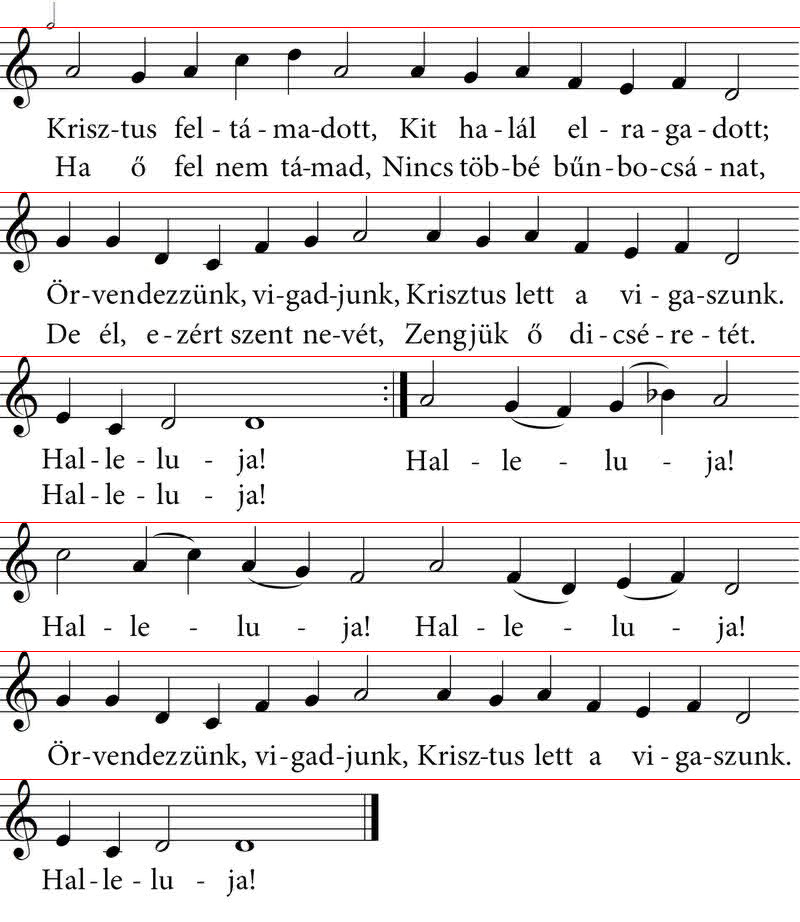 Krisz-tus fel - tá - ma-dott, Kit ha - lál el - ra - ga - dott;
Ha ő fel nem tá-mad, Nincs töb-bé bűn-bo-csá - nat,
Ör-vendezzünk, vi-gad-junk, Krisztus lett a vi - ga-szunk.
De él, e-zért szent ne-vét, Zengjük ő di-csé-re - tét.
Hal-le - lu - ja! Hal - le - lu - ja!
Hal-le - lu - ja!
Hal - le - lu - ja! Hal - le - lu - ja!
Ör-vendezzünk, vi-gad-junk, Krisz-tus lett a vi - ga-szunk.
Hal-le - lu - ja!